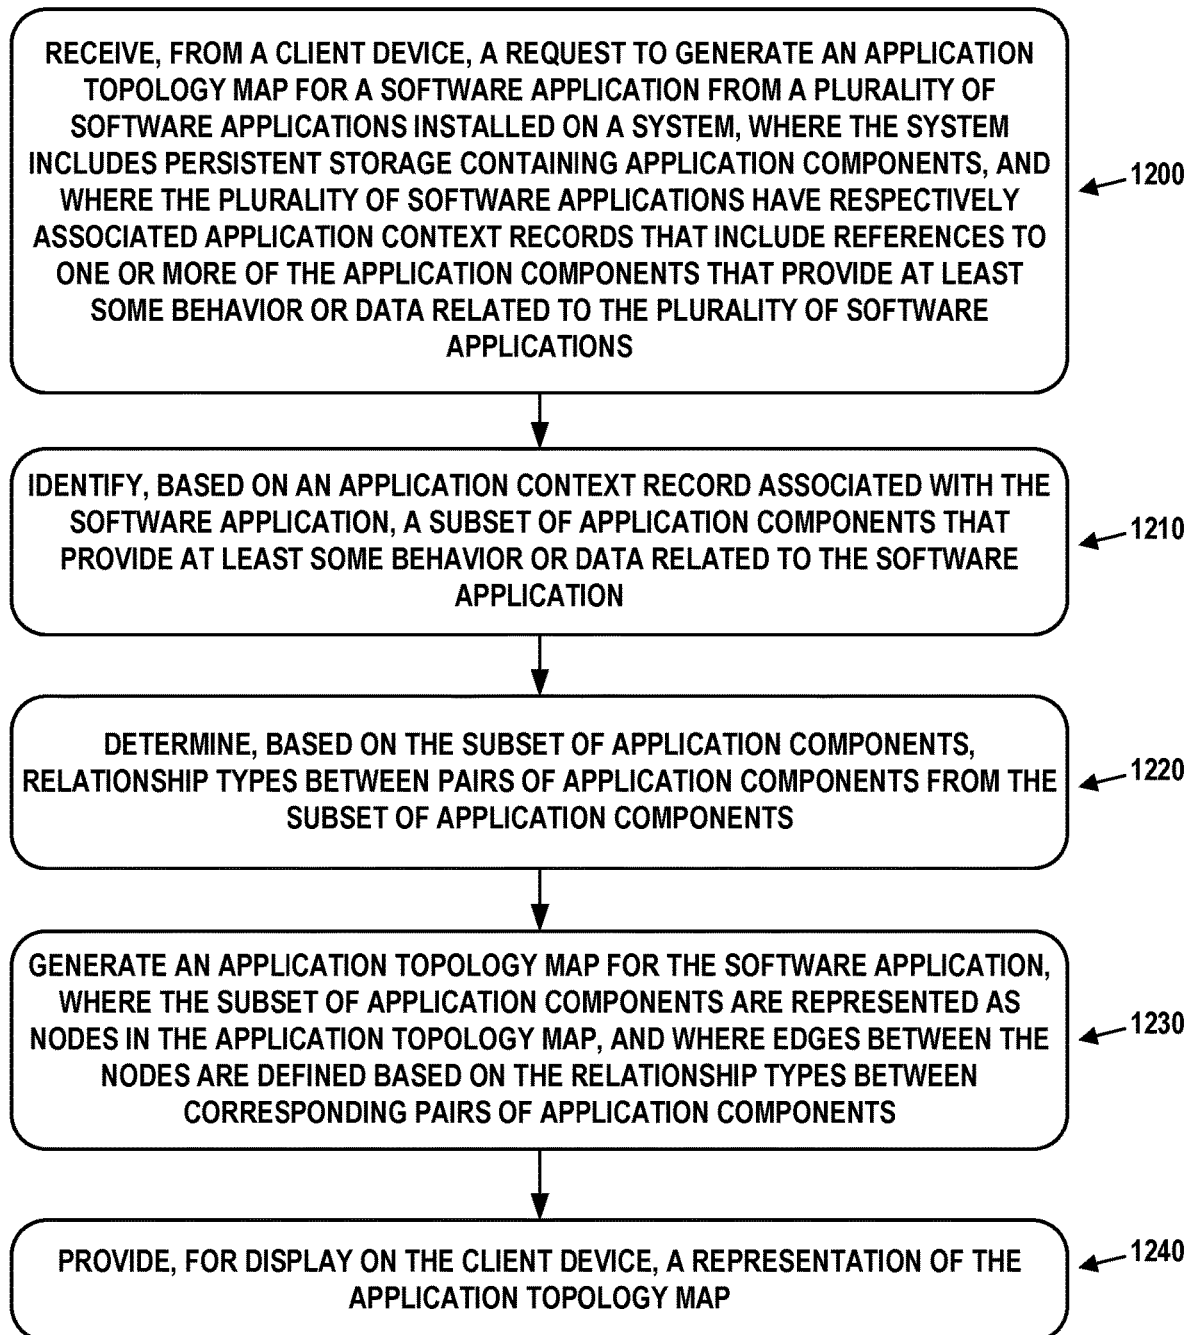 RECEIVE, FROM A CLIENT DEVICE, A REQUEST TO GENERATE AN APPLICATION
TOPOLOGY MAP FOR A SOFTWARE APPLICATION FROM A PLURALITY OF
SOFTWARE APPLICATIONS INSTALLED ON A SYSTEM, WHERE THE SYSTEM
INCLUDES PERSISTENT STORAGE CONTAINING APPLICATION COMPONENTS, AND
WHERE THE PLURALITY OF SOFTWARE APPLICATIONS HAVE RESPECTIVELY
ASSOCIATED APPLICATION CONTEXT RECORDS THAT INCLUDE REFERENCES TO
ONE OR MORE OF THE APPLICATION COMPONENTS THAT PROVIDE AT LEAST
SOME BEHAVIOR OR DATA RELATED TO THE PLURALITY OF SOFTWARE
APPLICATIONS
1200
IDENTIFY, BASED ON AN APPLICATION CONTEXT RECORD ASSOCIATED WITH THE
SOFTWARE APPLICATION, A SUBSET OF APPLICATION COMPONENTS THAT
PROVIDE AT LEAST SOME BEHAVIOR OR DATA RELATED TO THE SOFTWARE
APPLICATION
1210
DETERMINE, BASED ON THE SUBSET OF APPLICATION COMPONENTS,
RELATIONSHIP TYPES BETWEEN PAIRS OF APPLICATION COMPONENTS FROM THE
SUBSET OF APPLICATION COMPONENTS
1220
GENERATE AN APPLICATION TOPOLOGY MAP FOR THE SOFTWARE APPLICATION,
WHERE THE SUBSET OF APPLICATION COMPONENTS ARE REPRESENTED AS
NODES IN THE APPLICATION TOPOLOGY MAP, AND WHERE EDGES BETWEEN THE
NODES ARE DEFINED BASED ON THE RELATIONSHIP TYPES BETWEEN
CORRESPONDING PAIRS OF APPLICATION COMPONENTS
1230
PROVIDE, FOR DISPLAY ON THE CLIENT DEVICE, A REPRESENTATION OF THE
APPLICATION TOPOLOGY MAP
1240